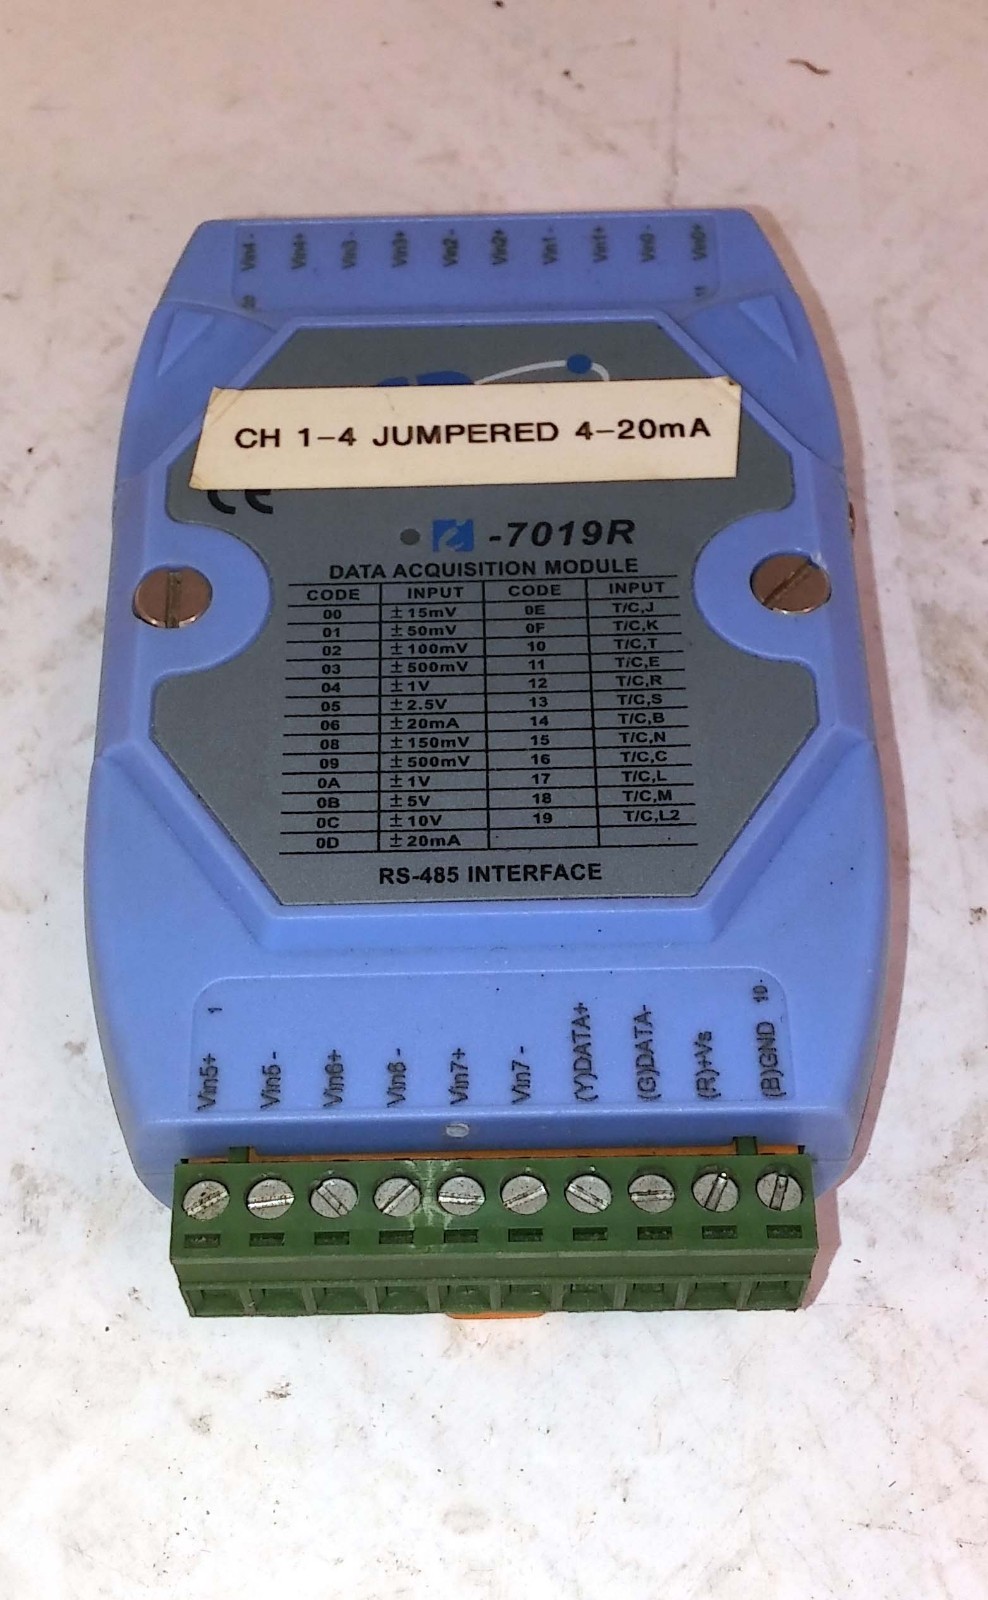 Vin4 - Vin4+ Vin3 - Vin3+ Vin2 - Vin2+ Vin1 - Vin1+ Vin0 - Vin0+
20 11
CH 1-4 JUMPERED 4-20mA
CE
-7019R
DATA ACQUISITION MODULE
CODE INPUT CODE INPUT
00 ±15mV 0E T/C,J
01 ±50mV 0F T/C,K
02 ±100mV 10 T/C,T
03 ±500mV 11 T/C,E
04 ±1V 12 T/C,R
05 ±2.5V 13 T/C,S
06 ±20mA 14 T/C,B
08 ±150mV 15 T/C,N
09 ±500mV 16 T/C,C
0A ±1V 17 T/C,L
0B ±5V 18 T/C,M
0C ±10V 19 T/C,L2
0D ±20mA
RS-485 INTERFACE
1 10
Vin5+ Vin5 - Vin6+ Vin6 - Vin7+ Vin7 - (Y)DATA+ (G)DATA- (R)+Vs (B)GND